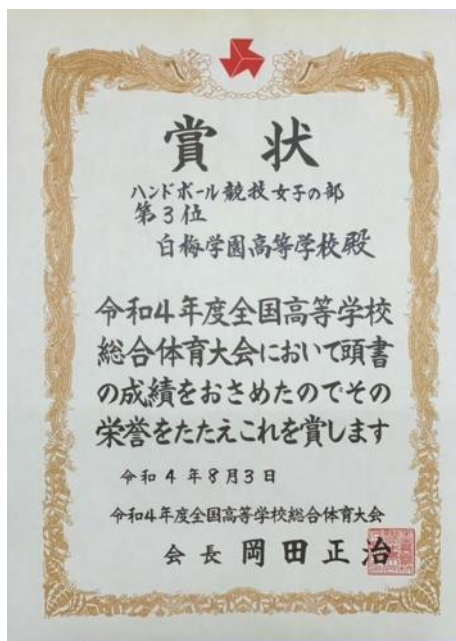 賞状
ハンドボール競技女子の部
第3位
白梅学園高等学校殿
令和4年度全国高等学校
総合体育大会において頭書
の成績をおさめたのでその
栄誉をたたえこれを賞します
令和4年8月3日
令和4年度全国高等学校総合体育大会
会長 岡田正治